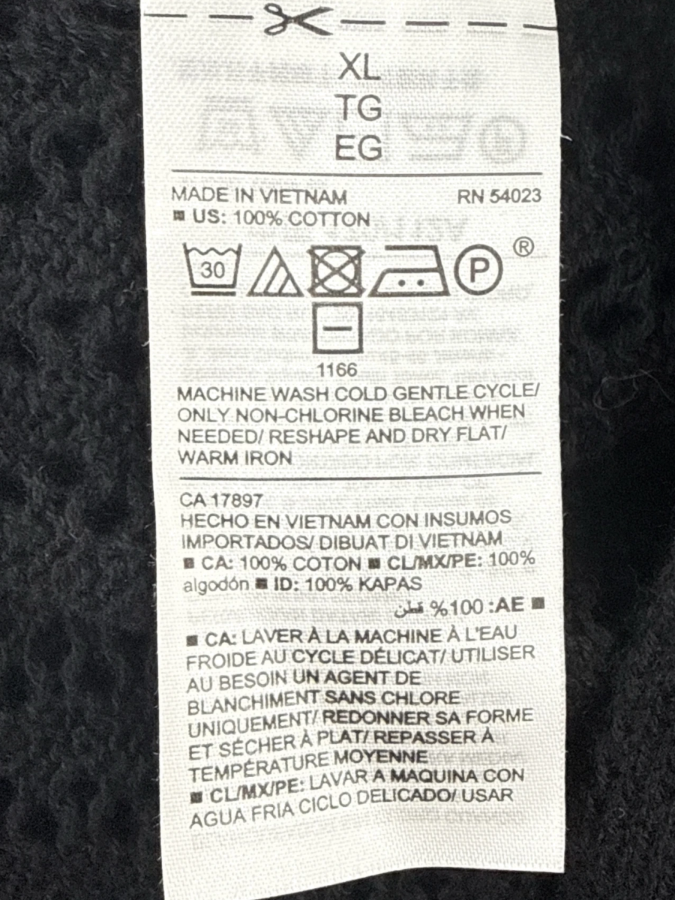 XL
TG
EG
MADE IN VIETNAM RN 54023
US: 100% COTTON
30 P ®
1166
MACHINE WASH COLD GENTLE CYCLE/
ONLY NON-CHLORINE BLEACH WHEN
NEEDED/ RESHAPE AND DRY FLAT/
WARM IRON
CA 17897
HECHO EN VIETNAM CON INSUMOS
IMPORTADOS/ DIBUAT DI VIETNAM
CA: 100% COTON CL/MX/PE: 100%
algodón ID: 100% KAPAS
AE: 100% قطن
CA: LAVER À LA MACHINE À L'EAU
FROIDE AU CYCLE DÉLICAT/ UTILISER
AU BESOIN UN AGENT DE
BLANCHIMENT SANS CHLORE
UNIQUEMENT/ REDONNER SA FORME
ET SÉCHER À PLAT/ REPASSER À
TEMPÉRATURE MOYENNE
CL/MX/PE: LAVAR A MAQUINA CON
AGUA FRIA CICLO DELICADO/ USAR